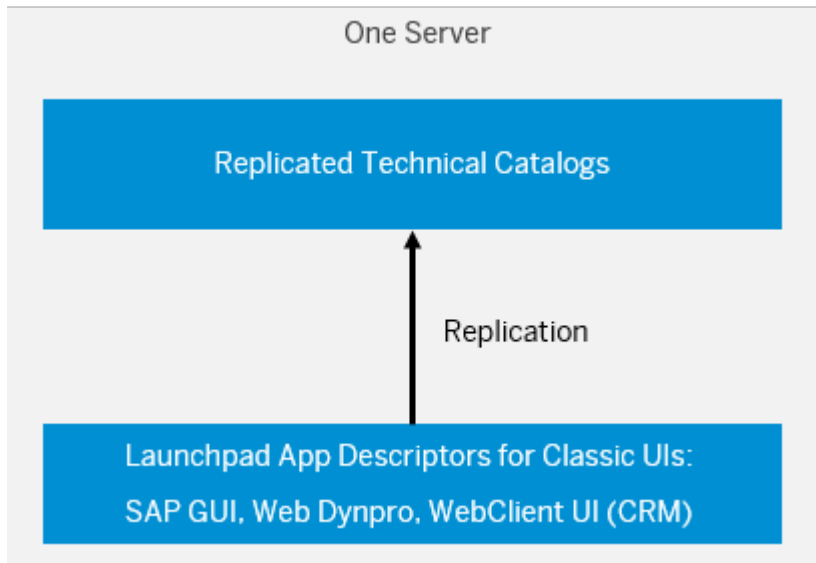 One Server
Replicated Technical Catalogs
Replication
Launchpad App Descriptors for Classic UIs:
SAP GUI, Web Dynpro, WebClient UI (CRM)